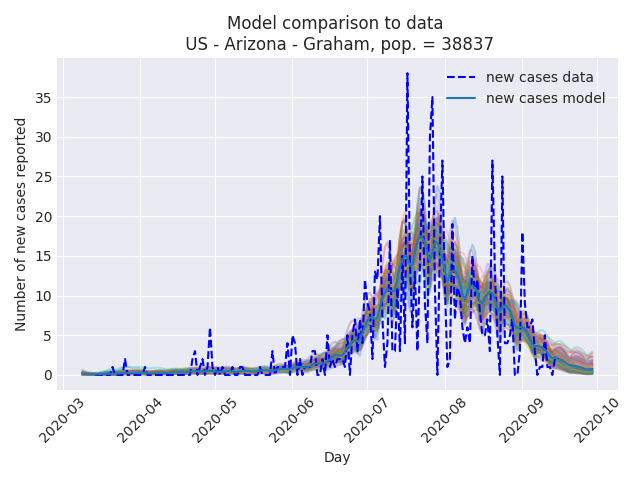 Model comparison to data
US - Arizona - Graham, pop. = 38837
new cases data
new cases model
Number of new cases reported
35
30
25
20
15
10
5
0
2020-03
2020-04
2020-05
2020-06
2020-07
2020-08
2020-09
2020-10
Day